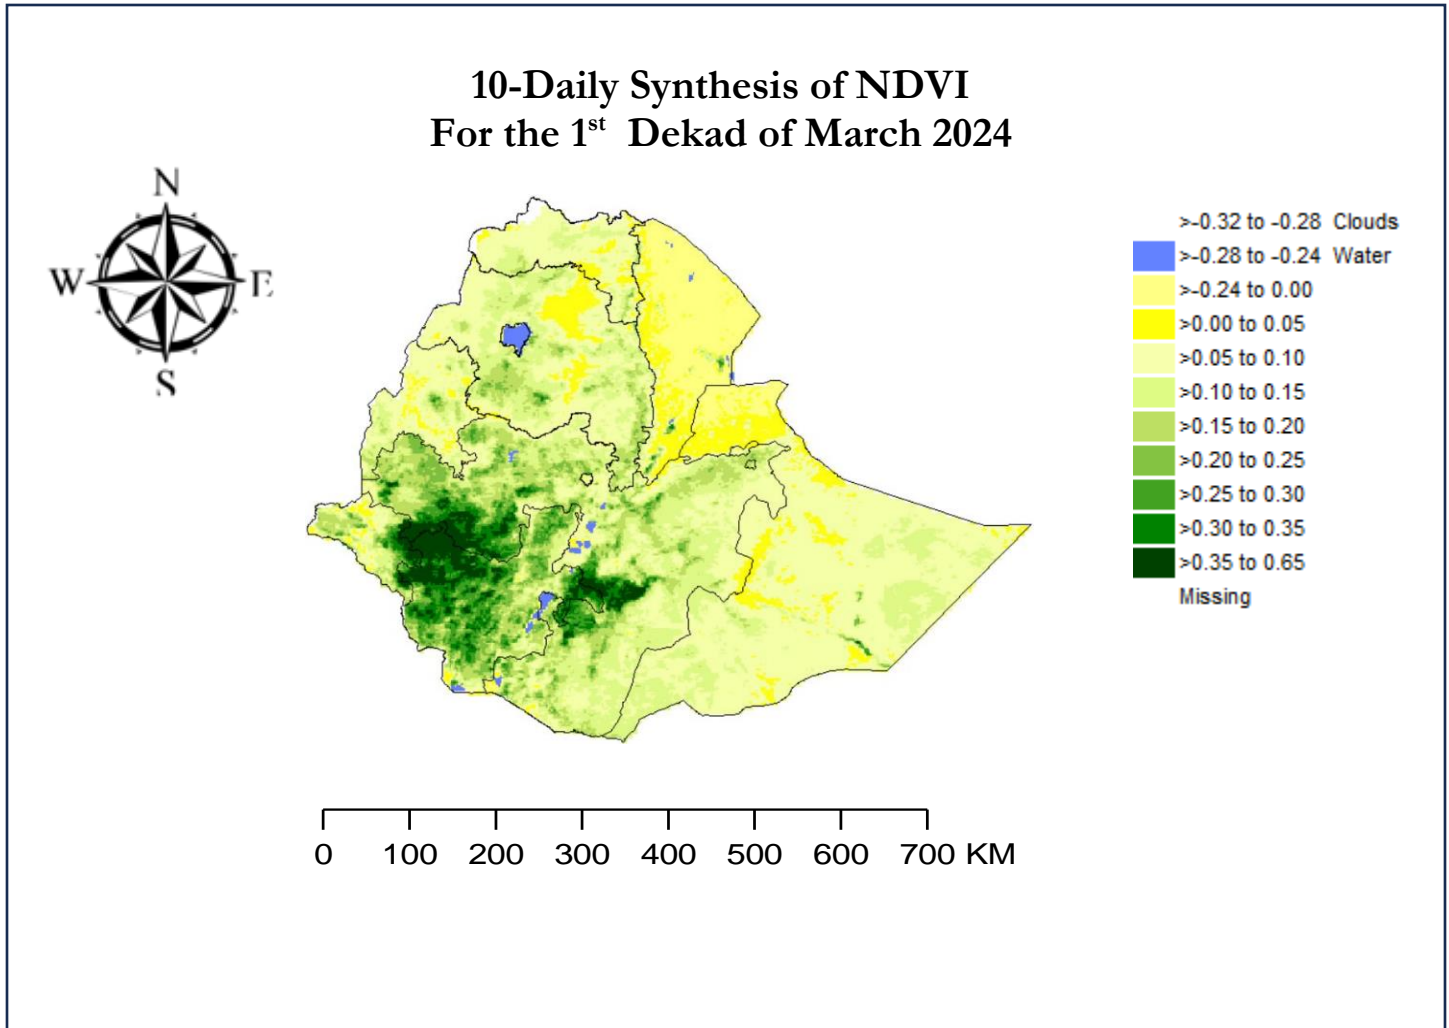 10-Daily Synthesis of NDVI
For the 1st Dekad of March 2024
N
W
E
S
>-0.32 to -0.28 Clouds
>-0.28 to -0.24 Water
>-0.24 to 0.00
>0.00 to 0.05
>0.05 to 0.10
>0.10 to 0.15
>0.15 to 0.20
>0.20 to 0.25
>0.25 to 0.30
>0.30 to 0.35
>0.35 to 0.65
Missing
0 100 200 300 400 500 600 700 KM